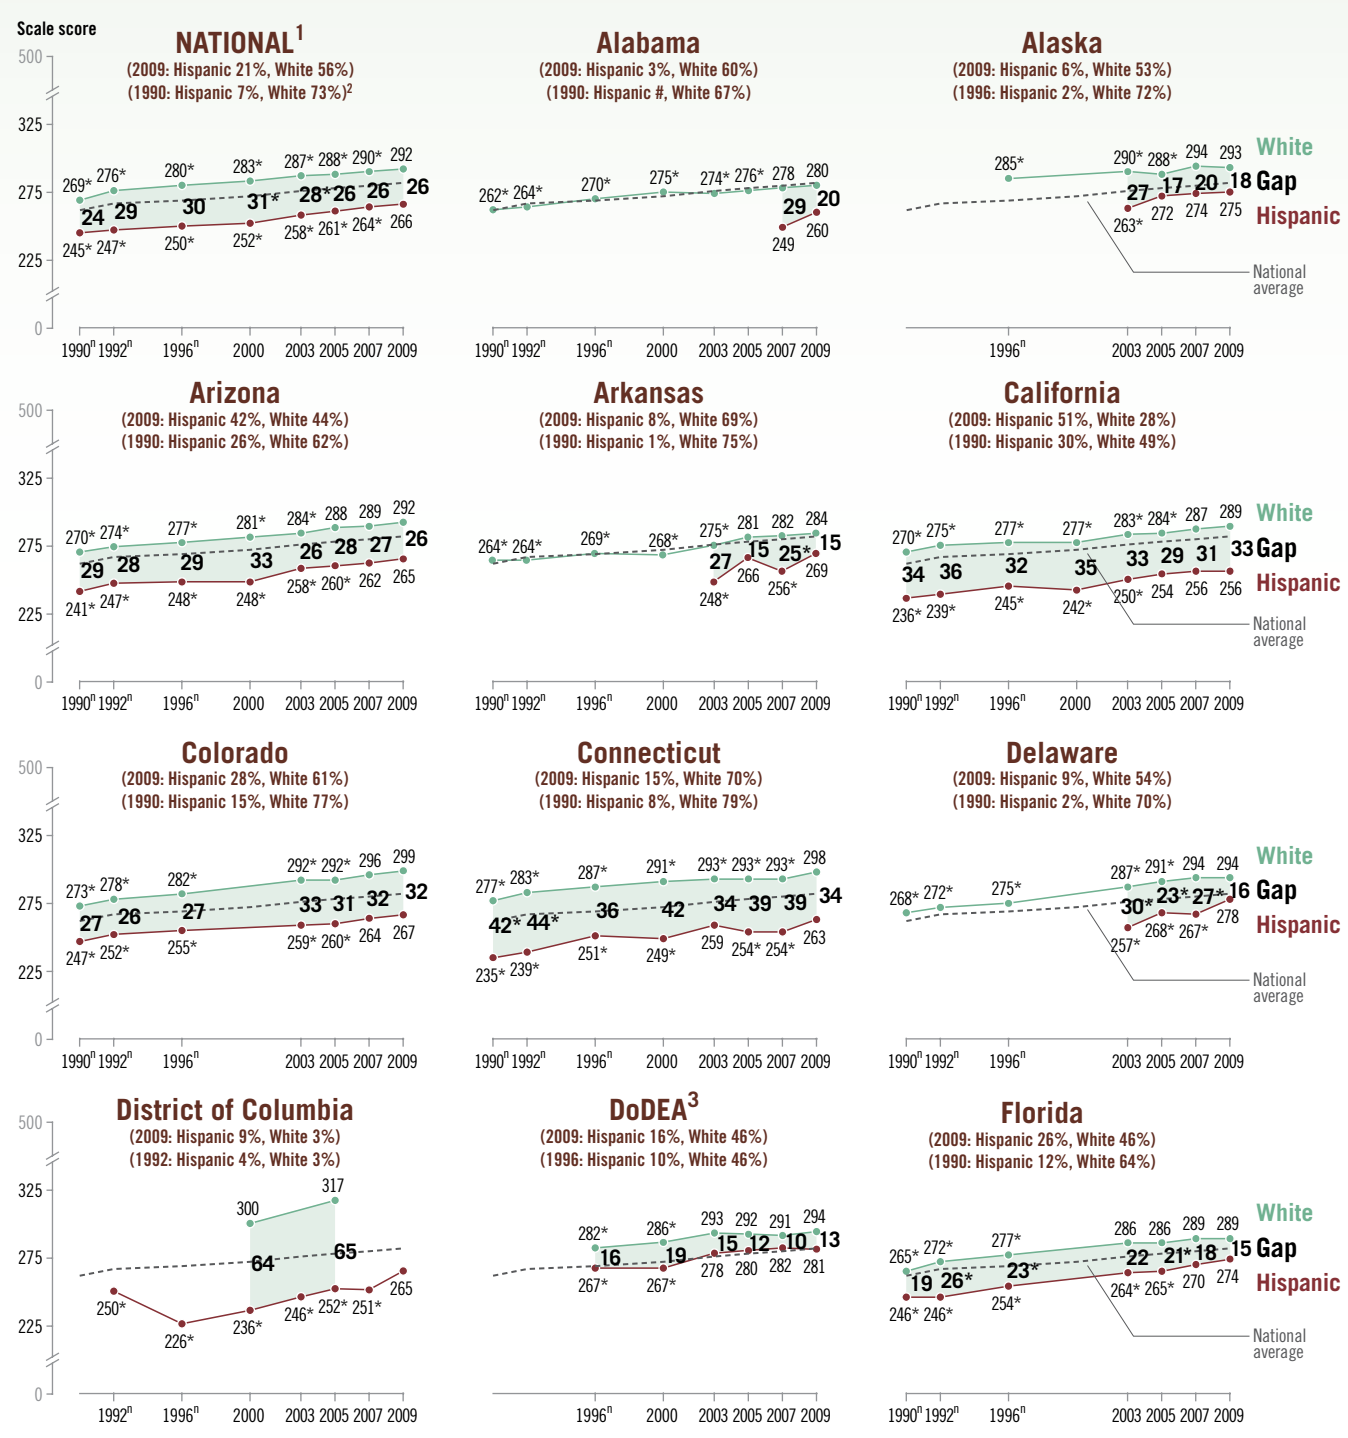 Scale score
NATIONAL1
(2009: Hispanic 21%, White 56%)
(1990: Hispanic 7%, White 73%)2
500
325
275
225
0
269* 276* 280* 283* 287* 288* 290* 292
24 29 30 31* 28* 26 26 26
245* 247* 250* 252* 258* 261* 264* 266
1990n 1992n 1996n 2000 2003 2005 2007 2009
Alabama
(2009: Hispanic 3%, White 60%)
(1990: Hispanic #, White 67%)
262* 264* 270* 275* 274* 276* 278 280
29 20
249 260
1990n 1992n 1996n 2000 2003 2005 2007 2009
Alaska
(2009: Hispanic 6%, White 53%)
(1996: Hispanic 2%, White 72%)
285* 290* 288* 294 293
27 17 20 18
263* 272 274 275
White
Gap
Hispanic
National
average
1996n 2003 2005 2007 2009
Arizona
(2009: Hispanic 42%, White 44%)
(1990: Hispanic 26%, White 62%)
500
325
275
225
0
270* 274* 277* 281* 284* 288 289 292
29 28 29 33 26 28 27 26
241* 247* 248* 248* 258* 260* 262 265
1990n 1992n 1996n 2000 2003 2005 2007 2009
Arkansas
(2009: Hispanic 8%, White 69%)
(1990: Hispanic 1%, White 75%)
264* 264* 269* 268* 275* 281 282 284
27 15 25* 15
248* 266 256* 269
1990n 1992n 1996n 2000 2003 2005 2007 2009
California
(2009: Hispanic 51%, White 28%)
(1990: Hispanic 30%, White 49%)
270* 275* 277* 277* 283* 284* 287 289
34 36 32 35 33 29 31 33
236* 239* 245* 242* 250* 254 256 256
White
Gap
Hispanic
National
average
1990n 1992n 1996n 2000 2003 2005 2007 2009
Colorado
(2009: Hispanic 28%, White 61%)
(1990: Hispanic 15%, White 77%)
500
325
275
225
0
273* 278* 282* 292* 292* 296 299
27 26 27 33 31 32 32
247* 252* 255* 259* 260* 264 267
1990n 1992n 1996n 2003 2005 2007 2009
Connecticut
(2009: Hispanic 15%, White 70%)
(1990: Hispanic 8%, White 79%)
277* 283* 287* 291* 293* 293* 293* 298
42* 44* 36 42 34 39 39 34
235* 239* 251* 249* 259 254* 254* 263
1990n 1992n 1996n 2000 2003 2005 2007 2009
Delaware
(2009: Hispanic 9%, White 54%)
(1990: Hispanic 2%, White 70%)
268* 272* 275* 287* 291* 294 294
30* 23* 27* 16
257* 268* 267* 278
White
Gap
Hispanic
National
average
1990n 1992n 1996n 2003 2005 2007 2009
District of Columbia
(2009: Hispanic 9%, White 3%)
(1992: Hispanic 4%, White 3%)
500
325
275
225
0
300 317
64 65
250* 226* 236* 246* 252* 251* 265
1992n 1996n 2000 2003 2005 2007 2009
DoDEA3
(2009: Hispanic 16%, White 46%)
(1996: Hispanic 10%, White 46%)
282* 286* 293 292 291 294
16 19 15 12 10 13
267* 267* 278 280 282 281
1996n 2000 2003 2005 2007 2009
Florida
(2009: Hispanic 26%, White 46%)
(1990: Hispanic 12%, White 64%)
265* 272* 277* 286 286 289 289
19 26* 23* 22 21* 18 15
246* 246* 254* 264* 265* 270 274
White
Gap
Hispanic
National
average
1990n 1992n 1996n 2003 2005 2007 2009